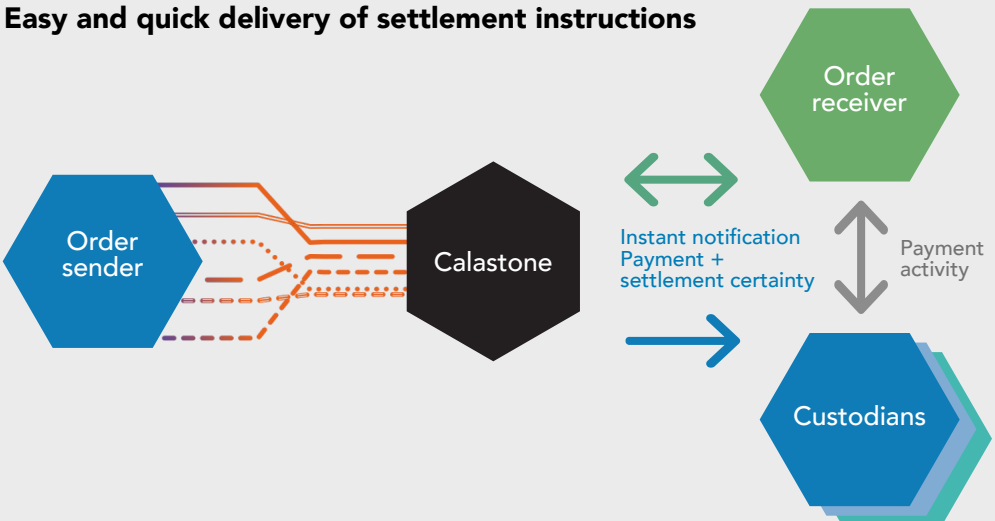 Easy and quick delivery of settlement instructions
Order
receiver
Order
sender
Calastone
Instant notification
Payment +
settlement certainty
Payment
activity
Custodians